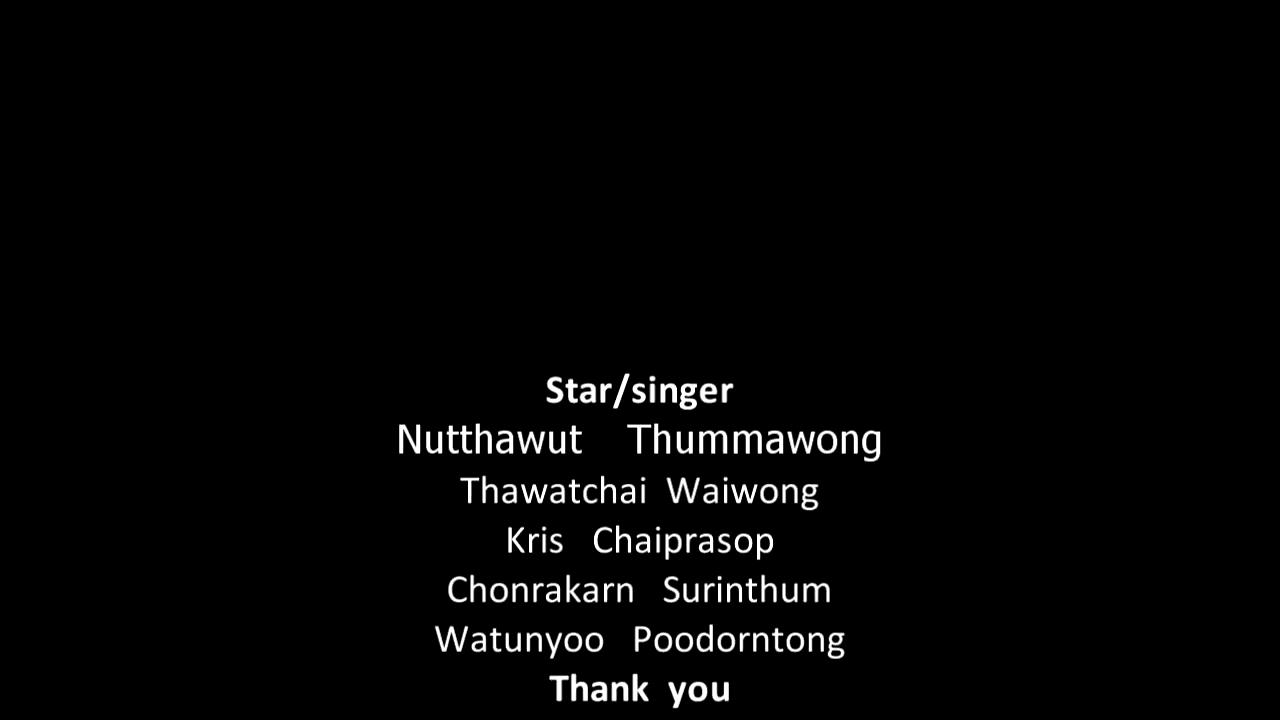 Star/singer
Nutthawut Thummawong
Thawatchai Waiwong
Kris Chaiprasop
Chonrakarn Surinthum
Watunyoo Poodorntong
Thank you